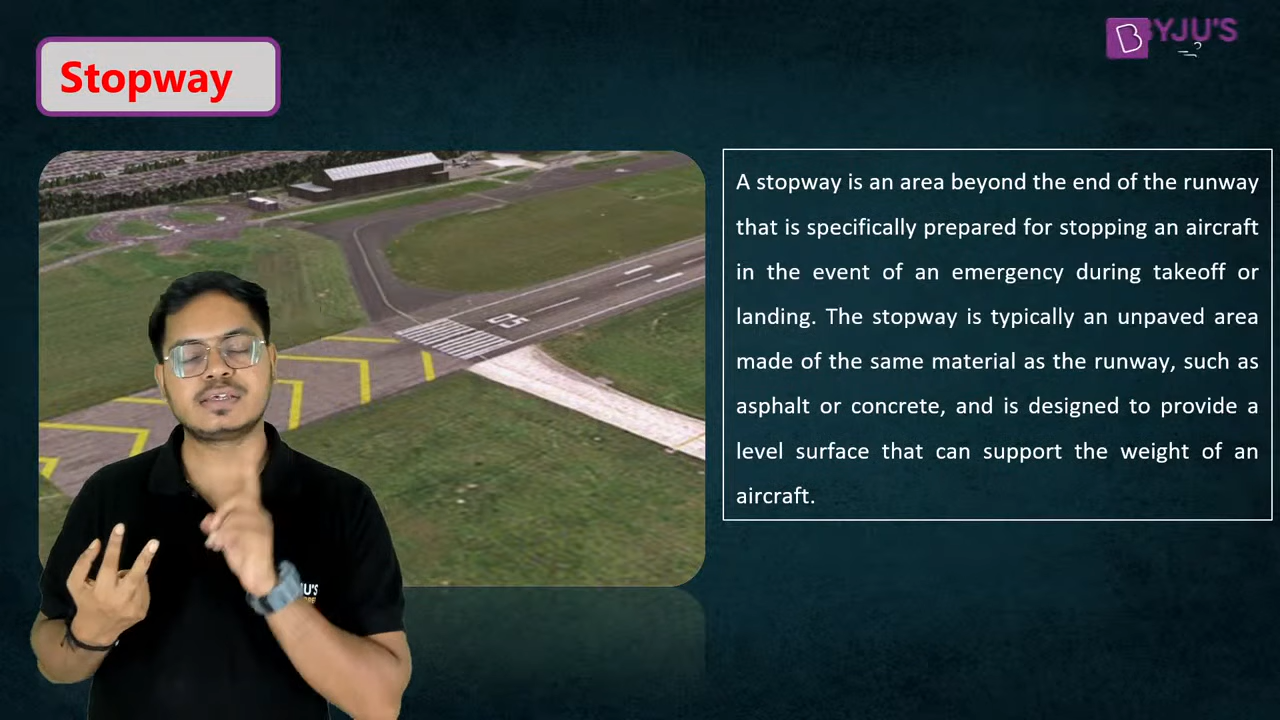 Stopway
BYJU'S
A stopway is an area beyond the end of the runway
that is specifically prepared for stopping an aircraft
in the event of an emergency during takeoff or
landing. The stopway is typically an unpaved area
made of the same material as the runway, such as
asphalt or concrete, and is designed to provide a
level surface that can support the weight of an
aircraft.
JU'S